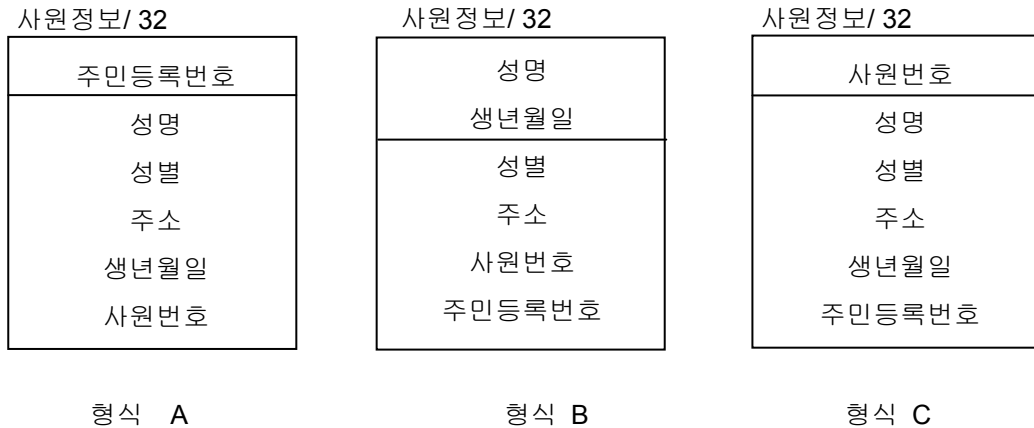 사원정보/ 32
주민등록번호
성명
성별
주소
생년월일
사원번호
형식 A
사원정보/ 32
성명
생년월일
성별
주소
사원번호
주민등록번호
형식 B
사원정보/ 32
사원번호
성명
성별
주소
생년월일
주민등록번호
형식 C